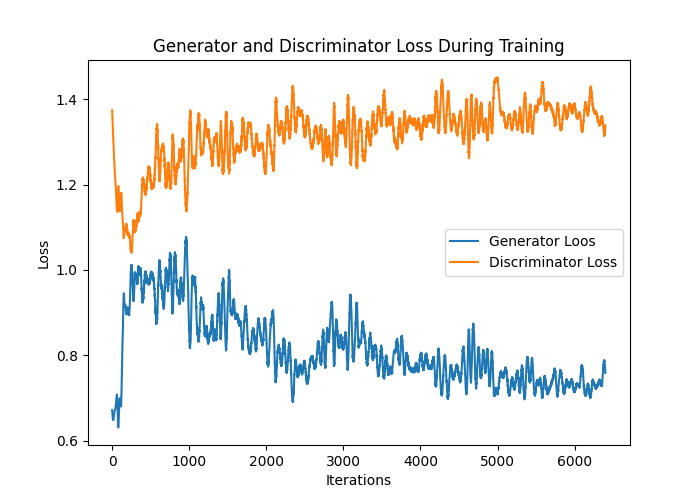 Generator and Discriminator Loss During Training
Loss
1.4
1.2
1.0
0.8
0.6
Generator Loos
Discriminator Loss
0 1000 2000 3000 4000 5000 6000
Iterations